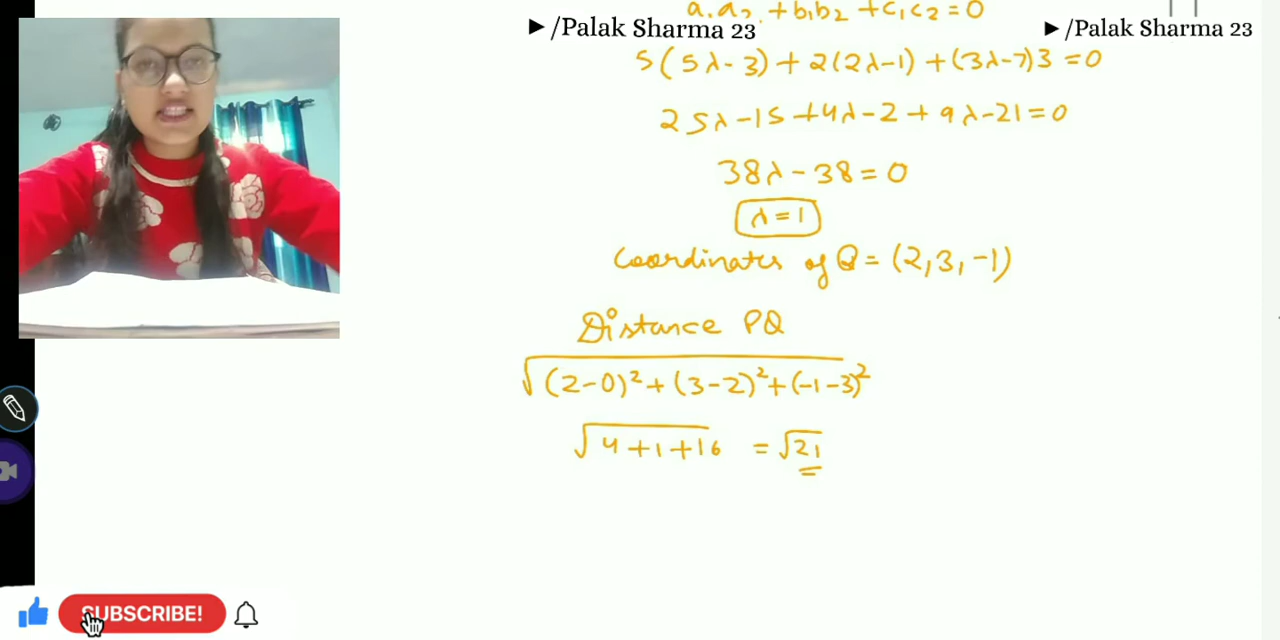 a₁a₂ + b₁b₂ + c₁c₂ = 0
▶/Palak Sharma 23
▶/Palak Sharma 23
5(5λ-3) + 2(2λ-1) + (3λ-7)3 = 0
25λ-15 + 4λ-2 + 9λ-21 = 0
38λ - 38 = 0
λ = 1
Coordinates of Q = (2,3,-1)
Distance PQ
√(2-0)² + (3-2)² + (-1-3)²
√4+1+16 = √21
SUBSCRIBE!